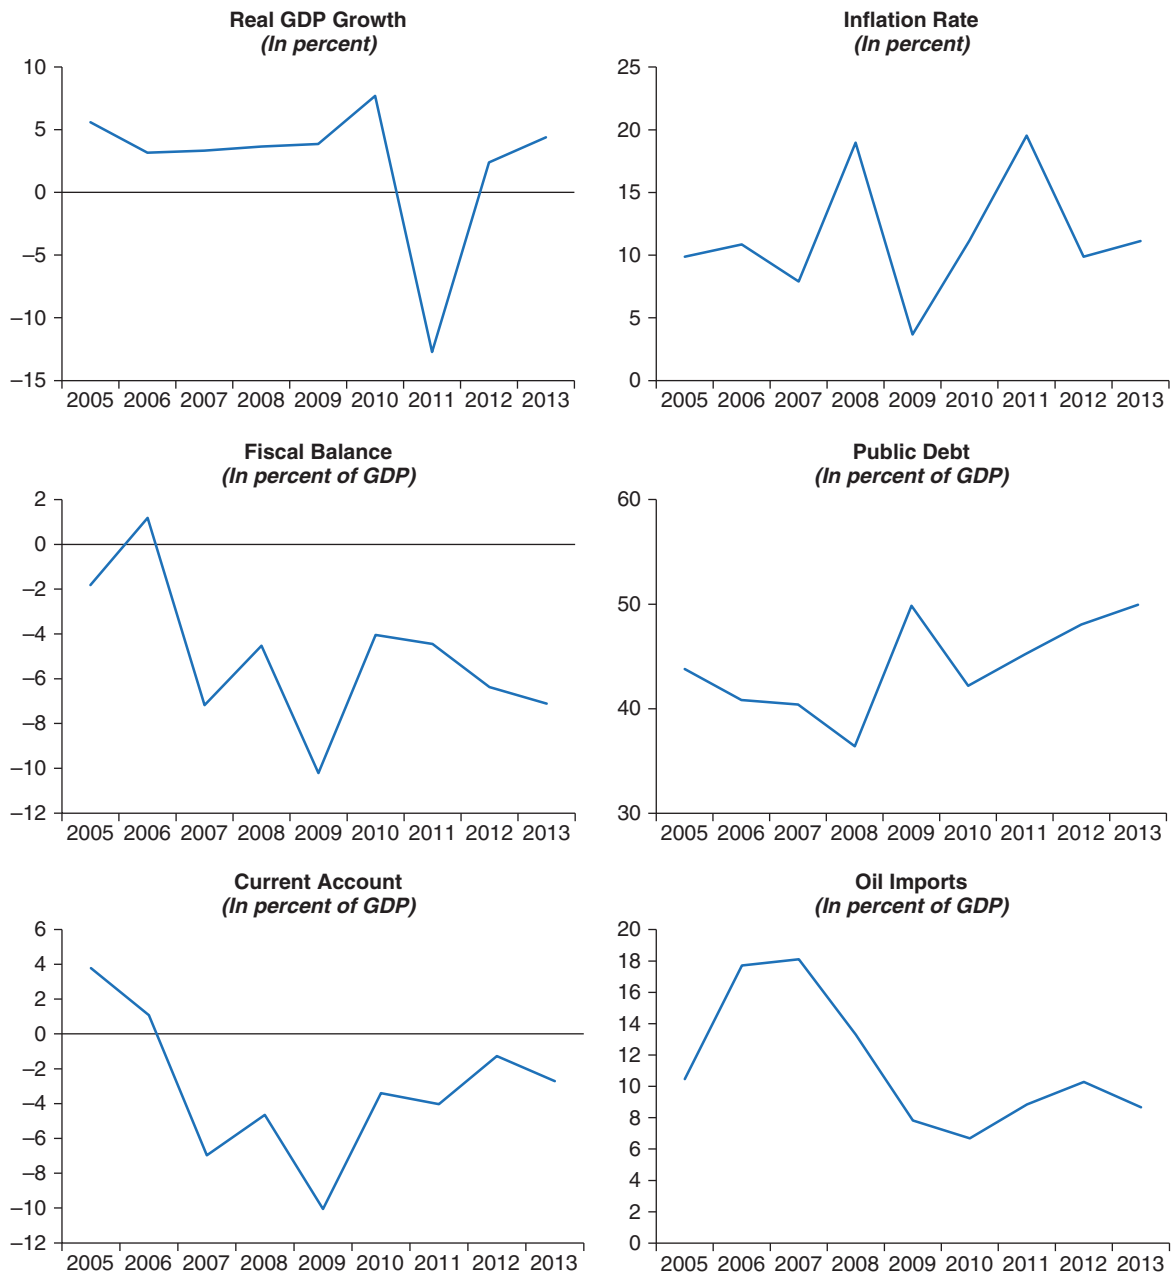 Real GDP Growth
(In percent)
10
5
0
–5
–10
–15
2005 2006 2007 2008 2009 2010 2011 2012 2013
Inflation Rate
(In percent)
25
20
15
10
5
0
2005 2006 2007 2008 2009 2010 2011 2012 2013
Fiscal Balance
(In percent of GDP)
2
0
–2
–4
–6
–8
–10
–12
2005 2006 2007 2008 2009 2010 2011 2012 2013
Public Debt
(In percent of GDP)
60
50
40
30
2005 2006 2007 2008 2009 2010 2011 2012 2013
Current Account
(In percent of GDP)
6
4
2
0
–2
–4
–6
–8
–10
–12
2005 2006 2007 2008 2009 2010 2011 2012 2013
Oil Imports
(In percent of GDP)
20
18
16
14
12
10
8
6
4
2
0
2005 2006 2007 2008 2009 2010 2011 2012 2013